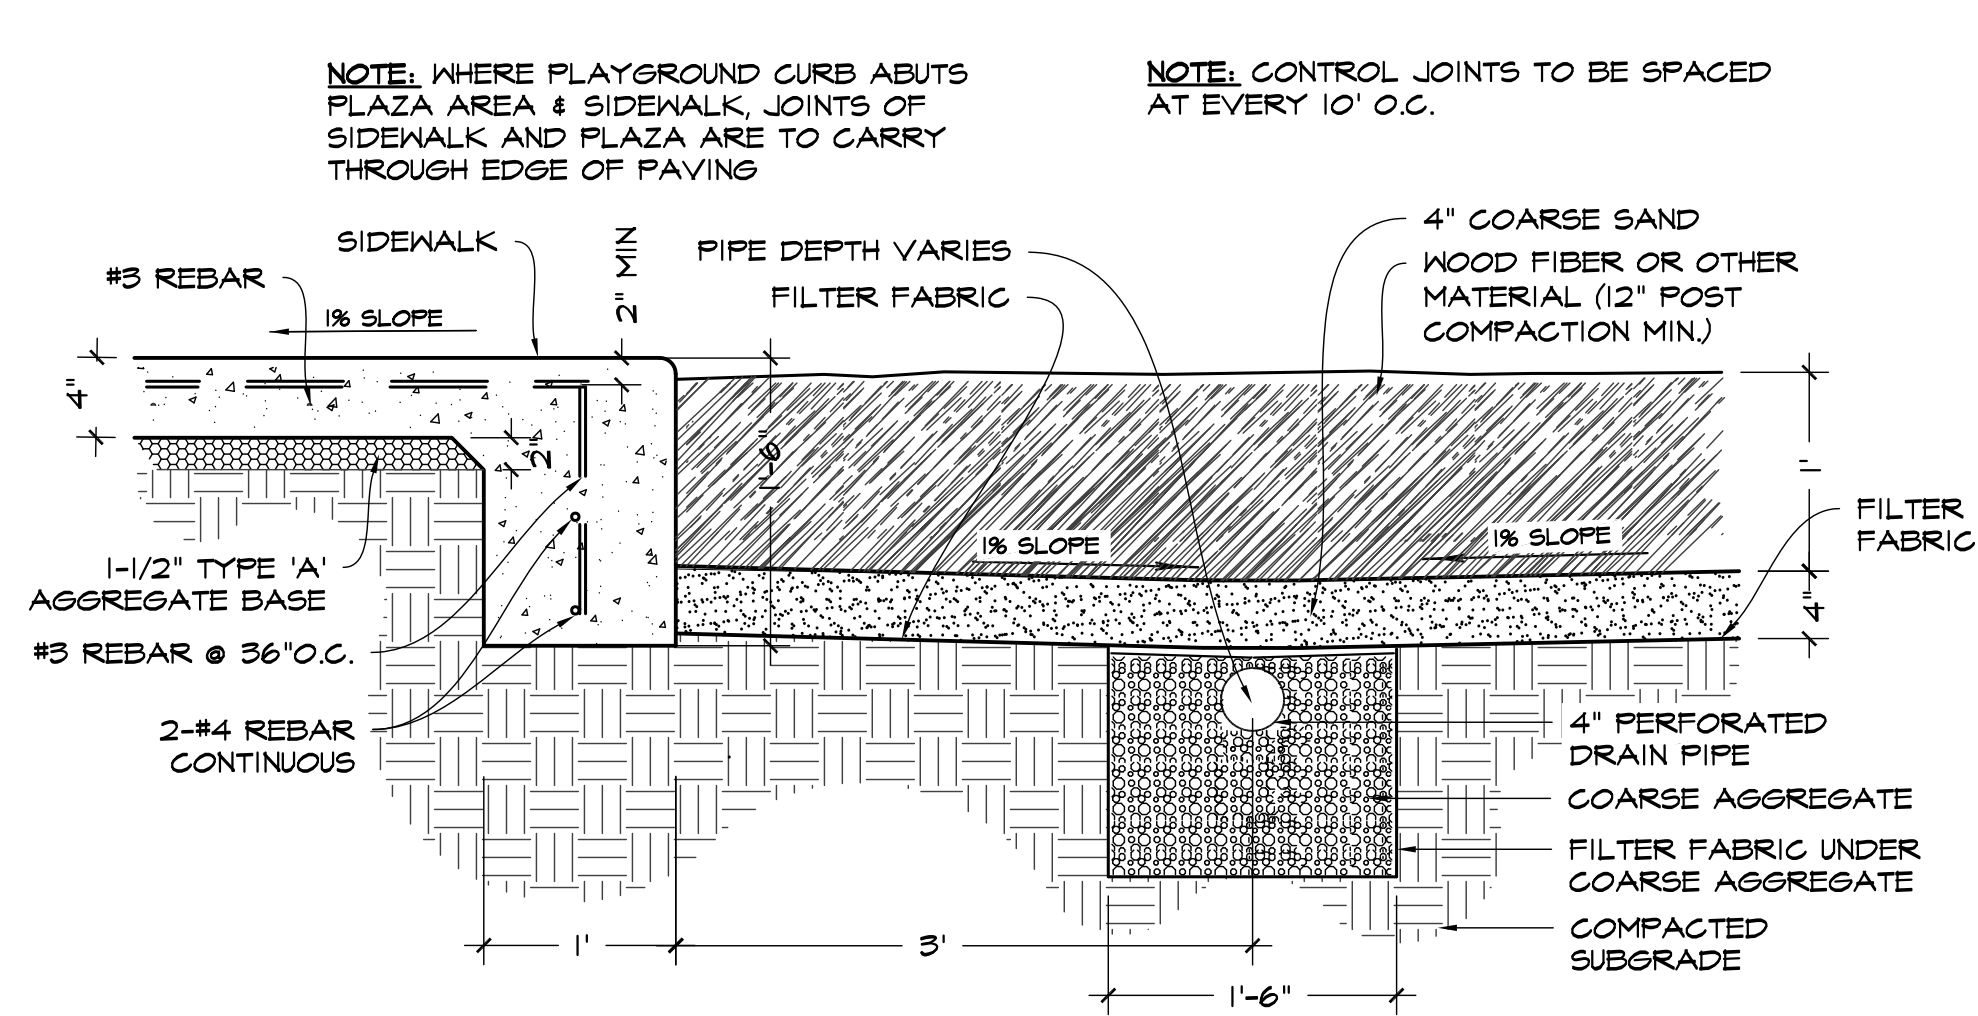 NOTE: WHERE PLAYGROUND CURB ABUTS
PLAZA AREA & SIDEWALK, JOINTS OF
SIDEWALK AND PLAZA ARE TO CARRY
THROUGH EDGE OF PAVING
NOTE: CONTROL JOINTS TO BE SPACED
AT EVERY 10' O.C.
SIDEWALK
#3 REBAR
1% SLOPE
2" MIN
PIPE DEPTH VARIES
FILTER FABRIC
4" COARSE SAND
WOOD FIBER OR OTHER
MATERIAL (12" POST
COMPACTION MIN.)
4"
2"
1'-6"
1'
1% SLOPE
1% SLOPE
FILTER
FABRIC
4"
1-1/2" TYPE 'A'
AGGREGATE BASE
#3 REBAR @ 36"O.C.
2-#4 REBAR
CONTINUOUS
4" PERFORATED
DRAIN PIPE
COARSE AGGREGATE
FILTER FABRIC UNDER
COARSE AGGREGATE
COMPACTED
SUBGRADE
1'
3'
1'-6"